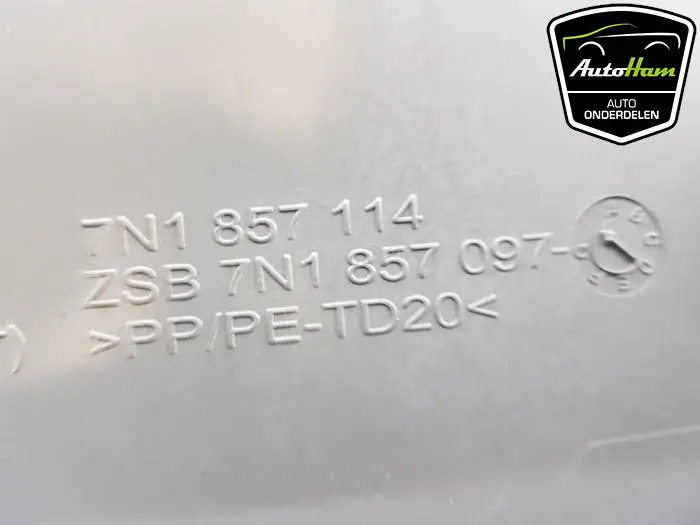 AutoHam
AUTO
ONDERDELEN
7N1 857 114
ZSB 7N1 857 097-
>PP/PE-TD20<